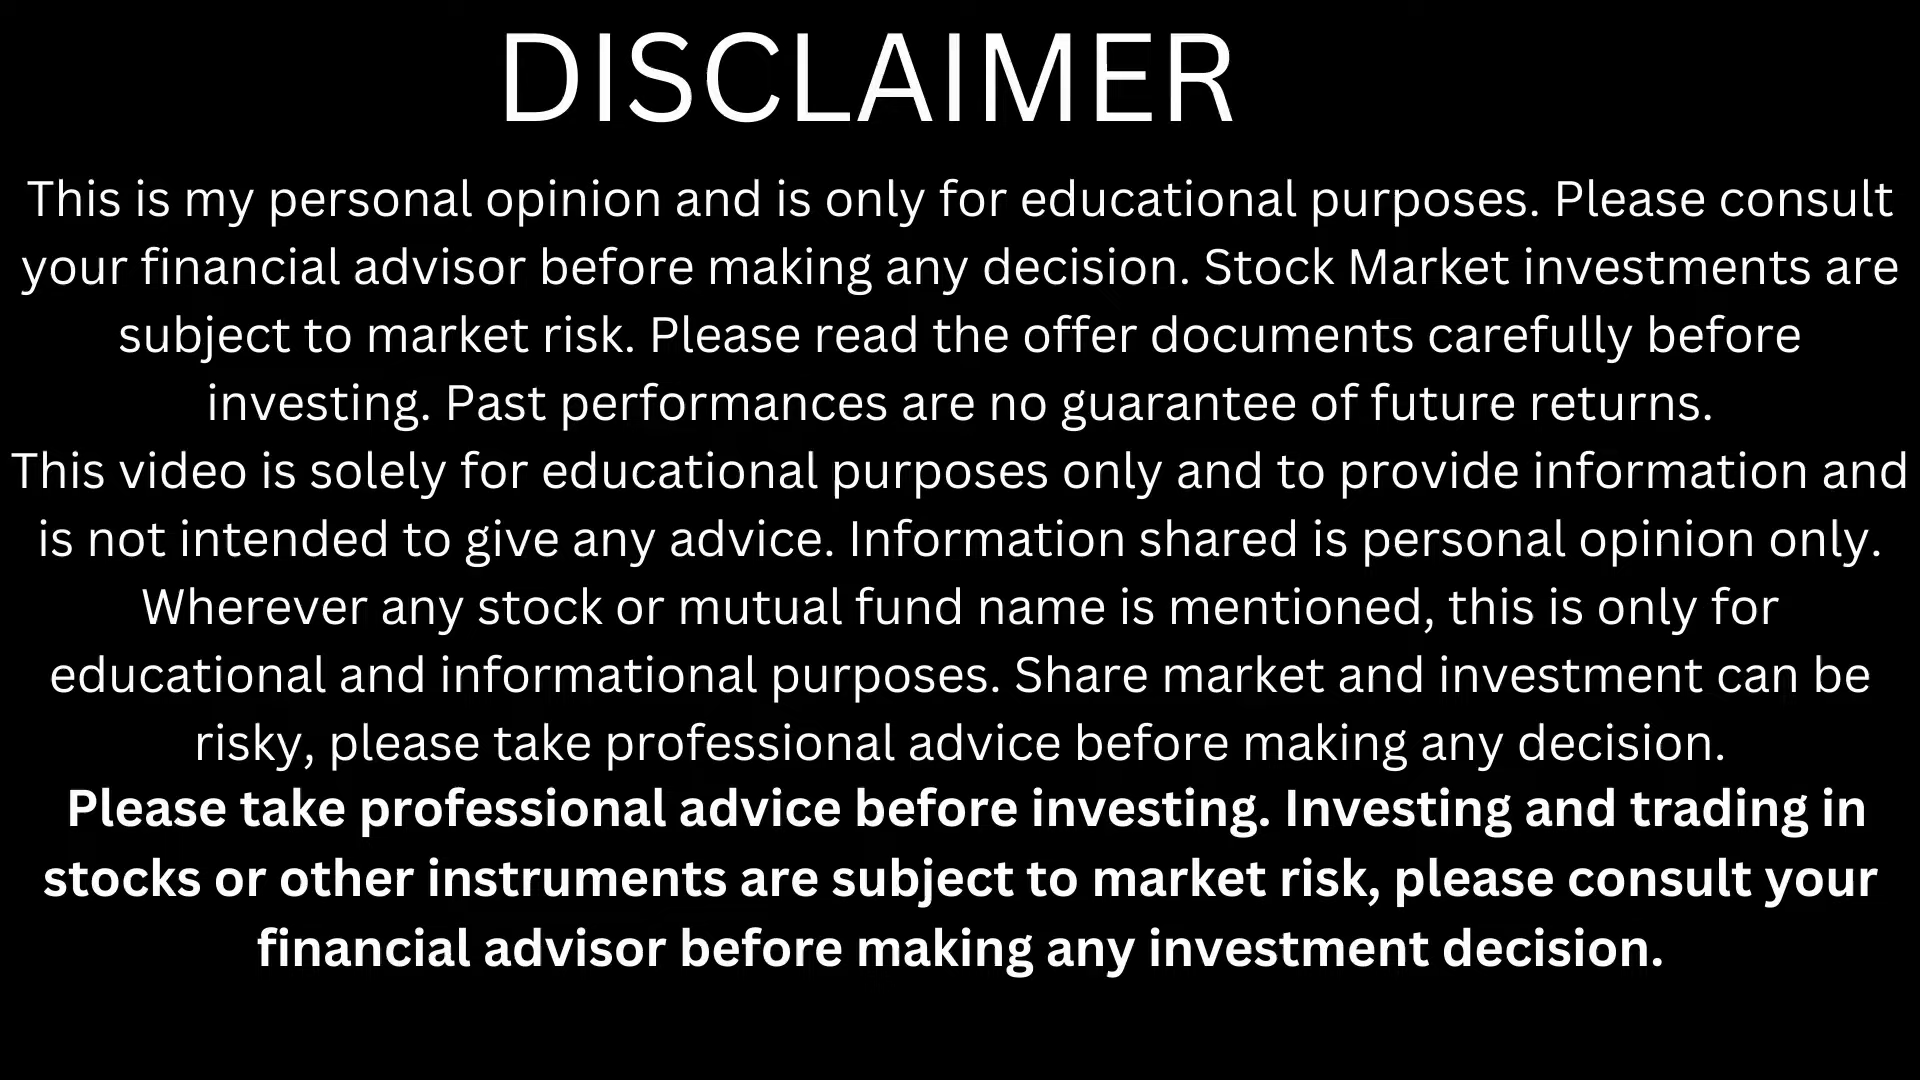 DISCLAIMER
This is my personal opinion and is only for educational purposes. Please consult
your financial advisor before making any decision. Stock Market investments are
subject to market risk. Please read the offer documents carefully before
investing. Past performances are no guarantee of future returns.
This video is solely for educational purposes only and to provide information and
is not intended to give any advice. Information shared is personal opinion only.
Wherever any stock or mutual fund name is mentioned, this is only for
educational and informational purposes. Share market and investment can be
risky, please take professional advice before making any decision.
Please take professional advice before investing. Investing and trading in
stocks or other instruments are subject to market risk, please consult your
financial advisor before making any investment decision.